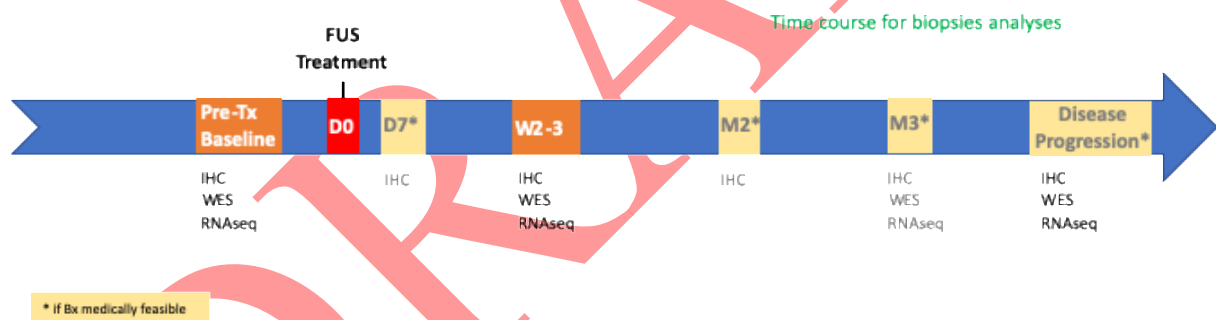 Time course for biopsies analyses
FUS
Treatment
Pre-Tx
Baseline
D0
D7*
W2-3
M2*
M3*
Disease
Progression*
IHC
WES
RNAseq
IHC
IHC
WES
RNAseq
IHC
IHC
WES
RNAseq
IHC
WES
RNAseq
* if Bx medically feasible